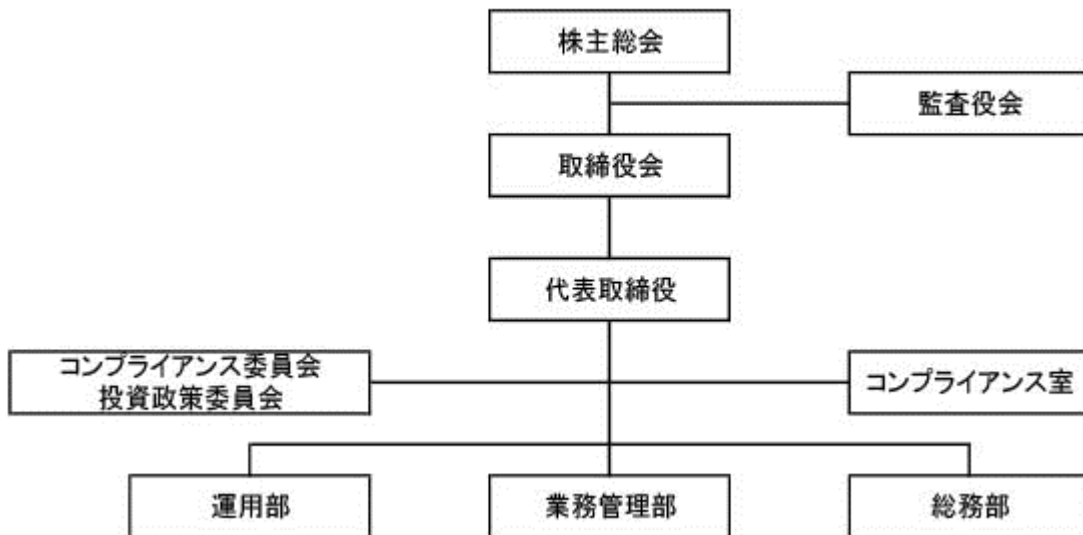 株主総会
監査役会
取締役会
代表取締役
コンプライアンス委員会
投資政策委員会
コンプライアンス室
運用部
業務管理部
総務部